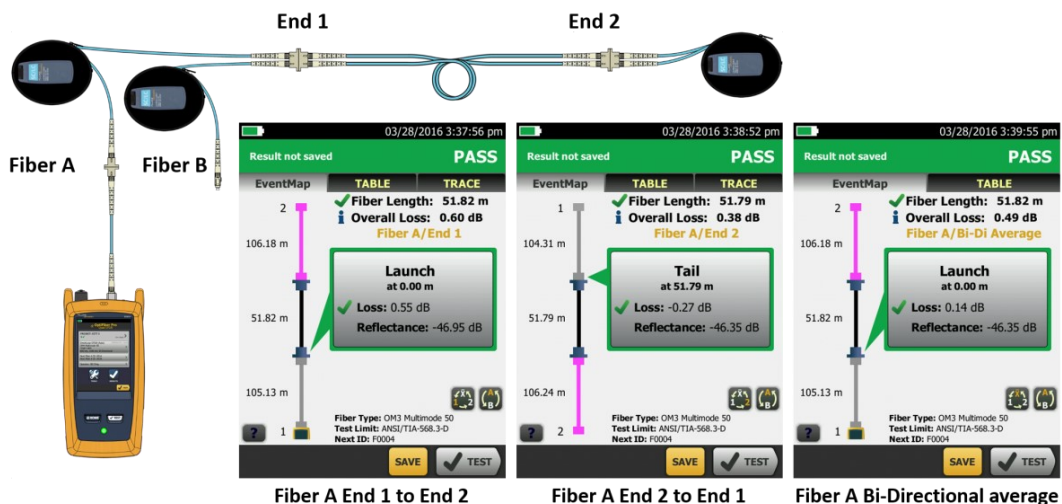 End 1
End 2
Fiber A
Fiber B
03/28/2016 3:37:56 pm
Result not saved
PASS
EventMap
TABLE
TRACE
2
Fiber Length: 51.82 m
Overall Loss: 0.60 dB
Fiber A/End 1
106.18 m
Launch
at 0.00 m
Loss: 0.55 dB
Reflectance: -46.95 dB
51.82 m
105.13 m
1
Fiber Type: OM3 Multimode 50
Test Limit: ANSI/TIA-568.3-D
Next ID: F0004
?
SAVE
TEST
Fiber A End 1 to End 2
03/28/2016 3:38:52 pm
Result not saved
PASS
EventMap
TABLE
TRACE
1
Fiber Length: 51.79 m
Overall Loss: 0.38 dB
Fiber A/End 2
104.31 m
Tail
at 51.79 m
Loss: -0.27 dB
Reflectance: -46.35 dB
51.79 m
106.24 m
2
Fiber Type: OM3 Multimode 50
Test Limit: ANSI/TIA-568.3-D
Next ID: F0004
?
SAVE
TEST
Fiber A End 2 to End 1
03/28/2016 3:39:55 pm
Result not saved
PASS
EventMap
TABLE
2
Fiber Length: 51.82 m
Overall Loss: 0.49 dB
Fiber A/Bi-Di Average
106.18 m
Launch
at 0.00 m
Loss: 0.14 dB
Reflectance: -46.35 dB
51.82 m
105.13 m
1
Fiber Type: OM3 Multimode 50
Test Limit: ANSI/TIA-568.3-D
Next ID: F0004
?
SAVE
TEST
Fiber A Bi-Directional average